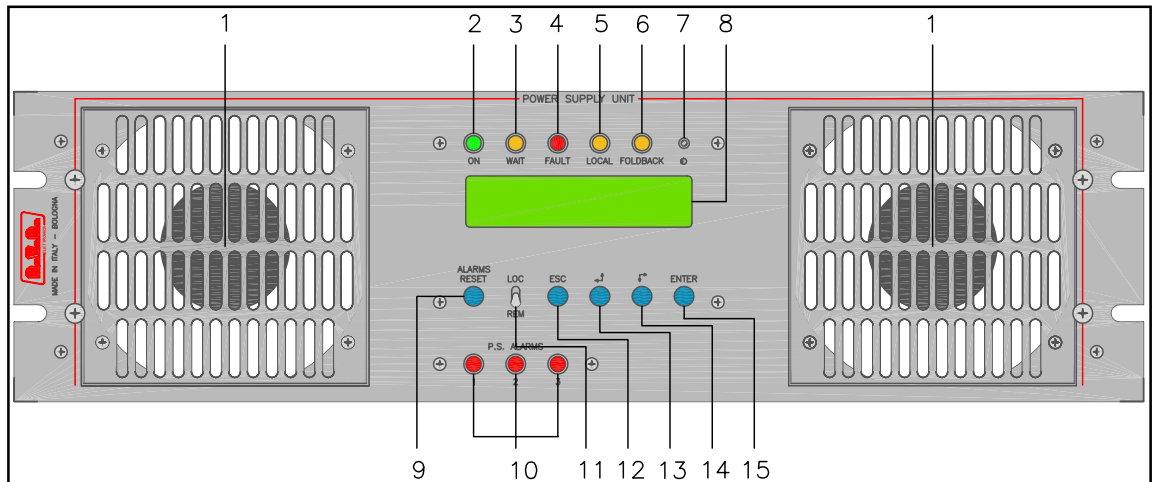 1 2 3 4 5 6 7 8 1
POWER SUPPLY UNIT
ON WAIT FAULT LOCAL FOLDBACK
MADE IN ITALY - BOLOGNA
ALARMS RESET LOC ESC ENTER
REM
P.S. ALARMS
1 2 3
9 10 11 12 13 14 15